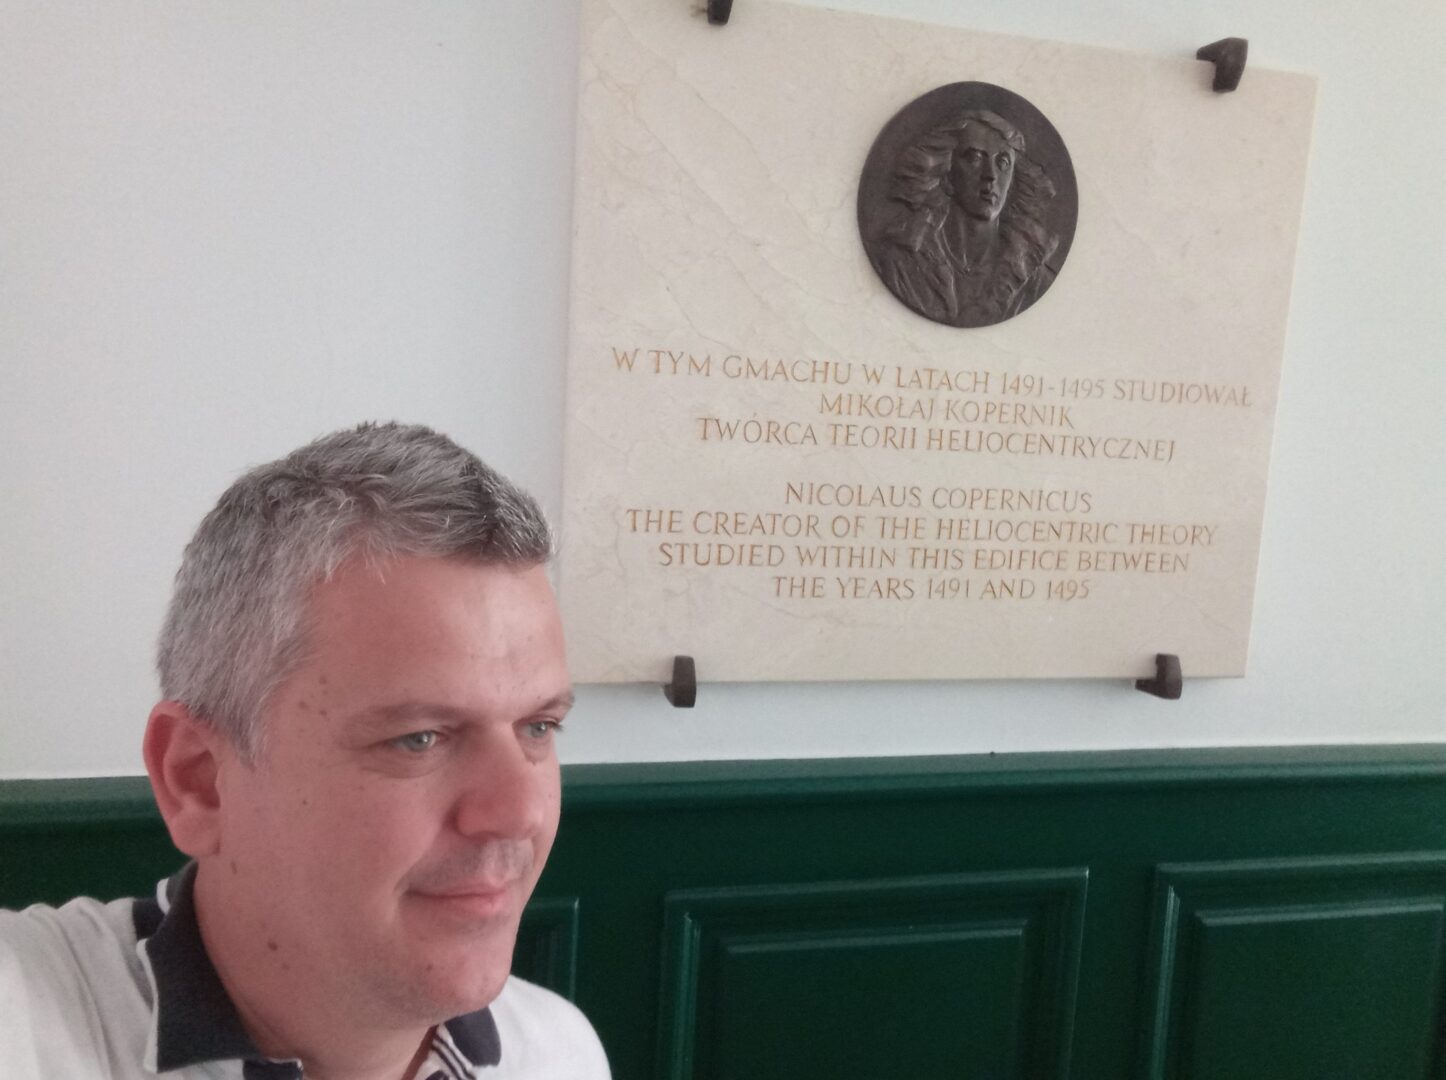 W TYM GMACHU W LATACH 1491-1495 STUDIOWAŁ
MIKOŁAJ KOPERNIK
TWÓRCA TEORII HELIOCENTRYCZNEJ
NICOLAUS COPERNICUS
THE CREATOR OF THE HELIOCENTRIC THEORY
STUDIED WITHIN THIS EDIFICE BETWEEN
THE YEARS 1491 AND 1495